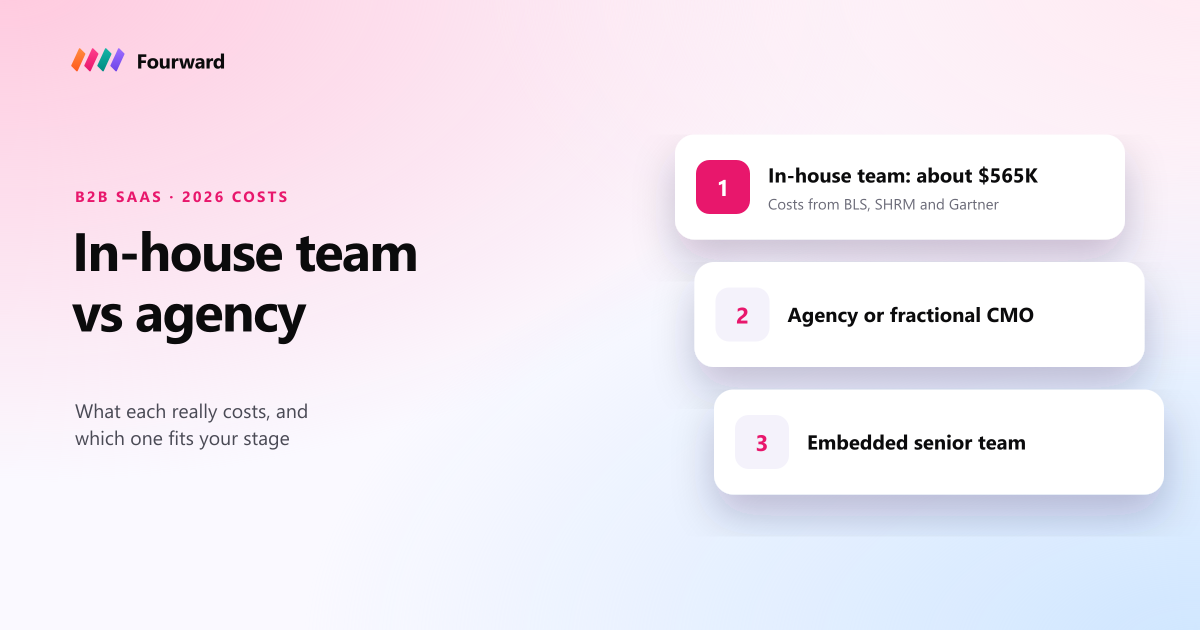 Fourward
B2B SAAS · 2026 COSTS
In-house team
vs agency
What each really costs, and
which one fits your stage
1
In-house team: about $565K
Costs from BLS, SHRM and Gartner
2
Agency or fractional CMO
3
Embedded senior team